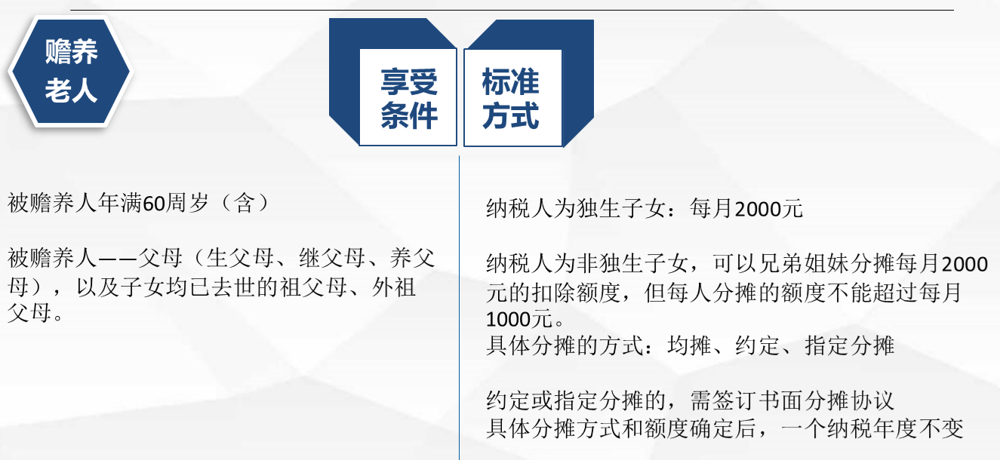 赡养
老人
享受
条件
标准
方式
被赡养人年满60周岁（含）
被赡养人——父母（生父母、继父母、养父
母），以及子女均已去世的祖父母、外祖
父母。
纳税人为独生子女：每月2000元
纳税人为非独生子女，可以兄弟姐妹分摊每月2000
元的扣除额度，但每人分摊的额度不能超过每月
1000元。
具体分摊的方式：均摊、约定、指定分摊
约定或指定分摊的，需签订书面分摊协议
具体分摊方式和额度确定后，一个纳税年度不变